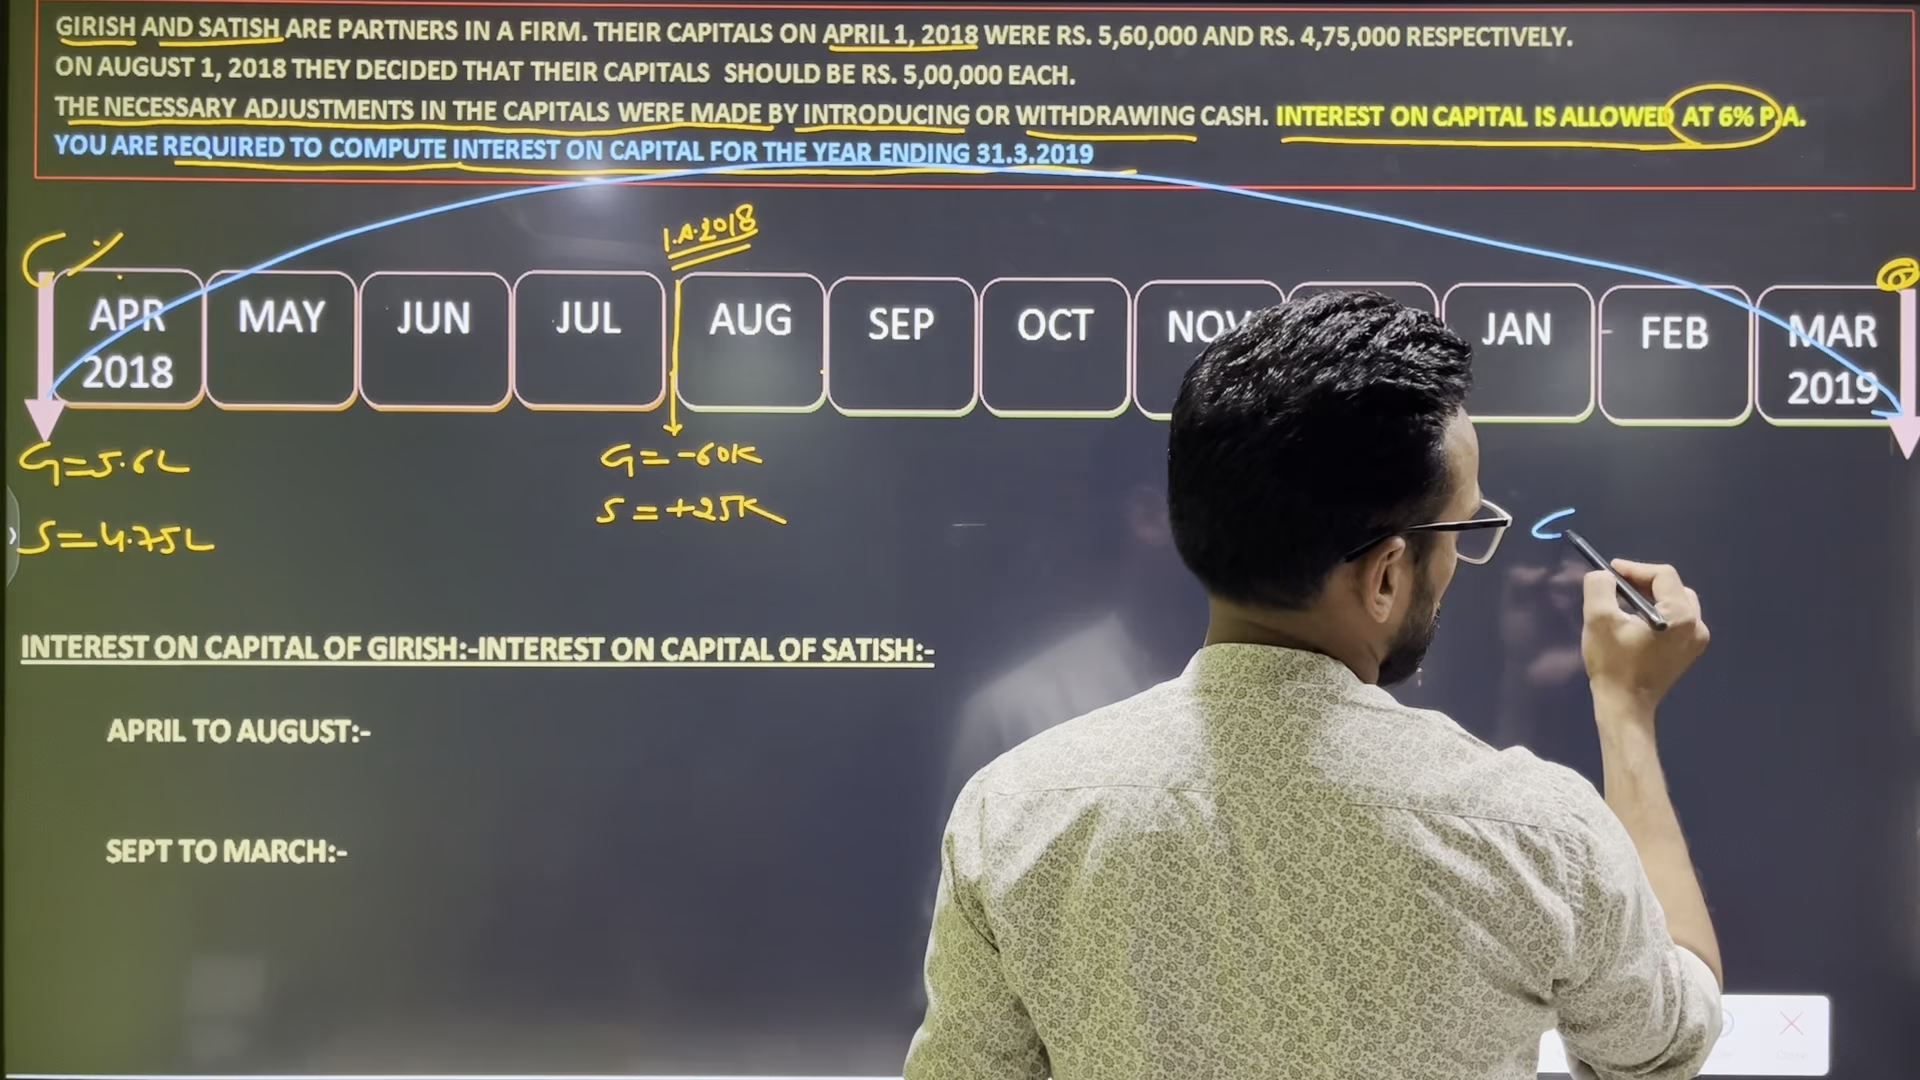 GIRISH AND SATISH ARE PARTNERS IN A FIRM. THEIR CAPITALS ON APRIL 1, 2018 WERE RS. 5,60,000 AND RS. 4,75,000 RESPECTIVELY.
ON AUGUST 1, 2018 THEY DECIDED THAT THEIR CAPITALS SHOULD BE RS. 5,00,000 EACH.
THE NECESSARY ADJUSTMENTS IN THE CAPITALS WERE MADE BY INTRODUCING OR WITHDRAWING CASH. INTEREST ON CAPITAL IS ALLOWED AT 6% P.A.
YOU ARE REQUIRED TO COMPUTE INTEREST ON CAPITAL FOR THE YEAR ENDING 31.3.2019
1.A.2018
APR 2018 MAY JUN JUL AUG SEP OCT NOV JAN FEB MAR 2019
G=5.6L
S=4.75L
G=-60K
S=+25K
INTEREST ON CAPITAL OF GIRISH:-INTEREST ON CAPITAL OF SATISH:-
APRIL TO AUGUST:-
SEPT TO MARCH:-